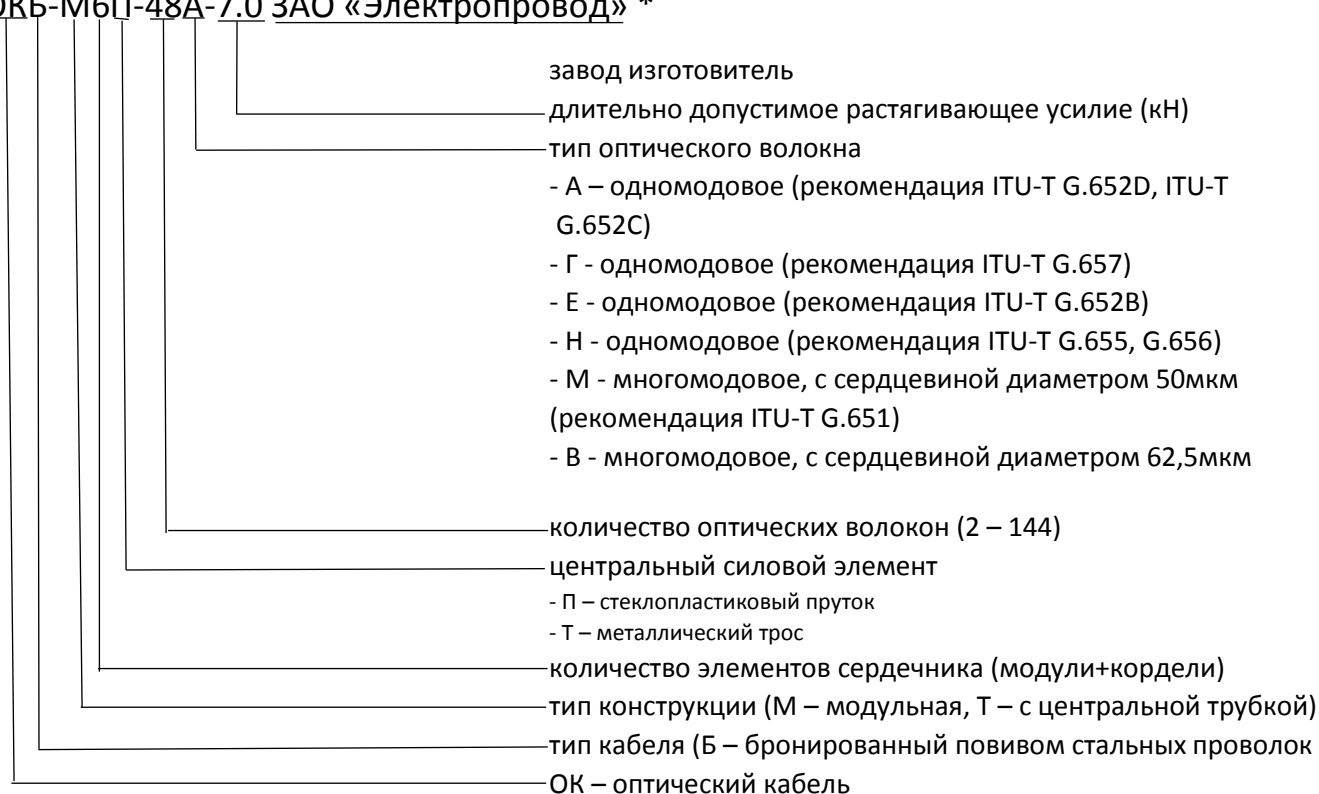 ОКБ-М6П-48А-7.0 ЗАО «Электропровод» *
завод изготовитель
длительно допустимое растягивающее усилие (кН)
тип оптического волокна
- А – одномодовое (рекомендация ITU-T G.652D, ITU-T
G.652C)
- Г - одномодовое (рекомендация ITU-T G.657)
- Е - одномодовое (рекомендация ITU-T G.652B)
- Н - одномодовое (рекомендация ITU-T G.655, G.656)
- М - многомодовое, с сердцевиной диаметром 50мкм
(рекомендация ITU-T G.651)
- В - многомодовое, с сердцевиной диаметром 62,5мкм
количество оптических волокон (2 – 144)
центральный силовой элемент
- П – стеклопластиковый пруток
- Т – металлический трос
количество элементов сердечника (модули+кордели)
тип конструкции (М – модульная, Т – с центральной трубкой)
тип кабеля (Б – бронированный повивом стальных проволок
ОК – оптический кабель